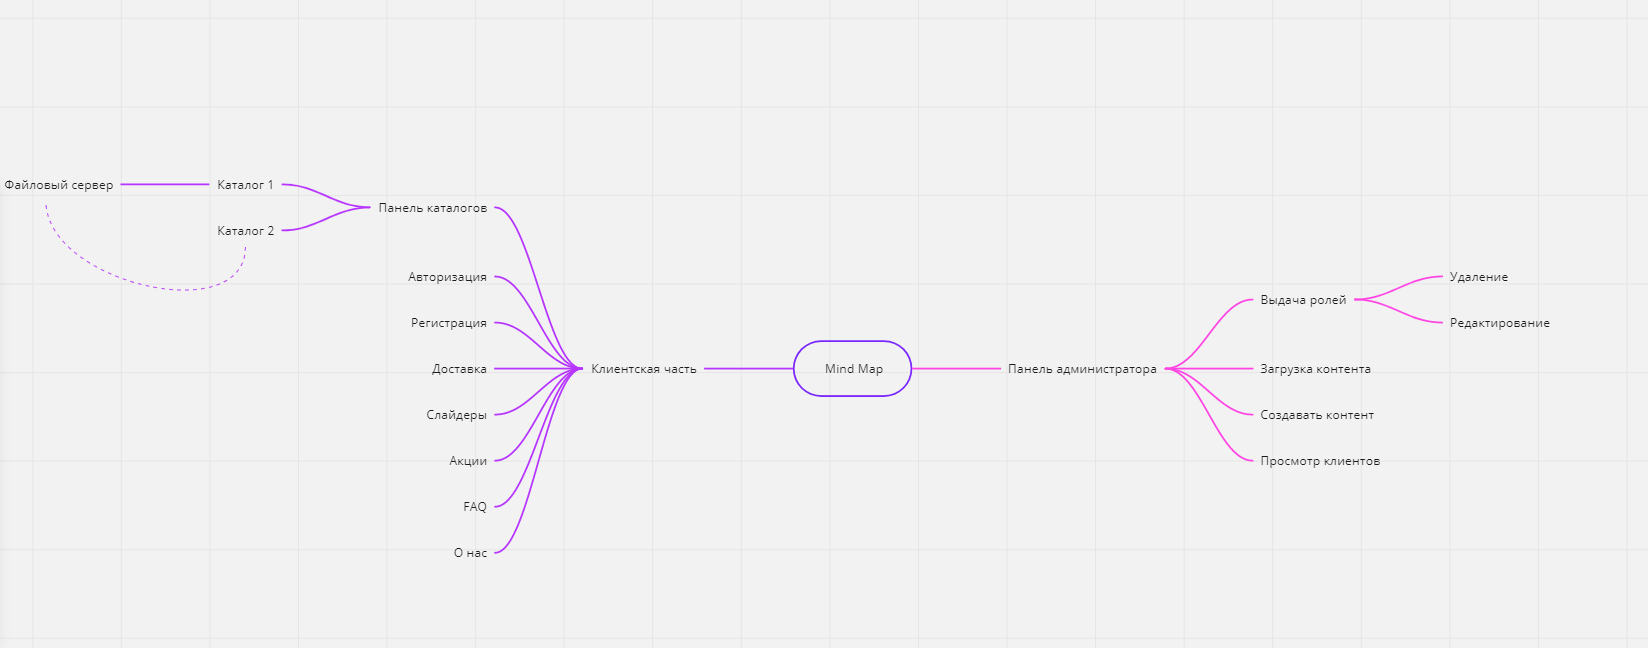 Файловый сервер
Каталог 1
Каталог 2
Панель каталогов
Авторизация
Регистрация
Доставка
Слайдеры
Акции
FAQ
О нас
Клиентская часть
Mind Map
Панель администратора
Выдача ролей
Загрузка контента
Создавать контент
Просмотр клиентов
Удаление
Редактирование